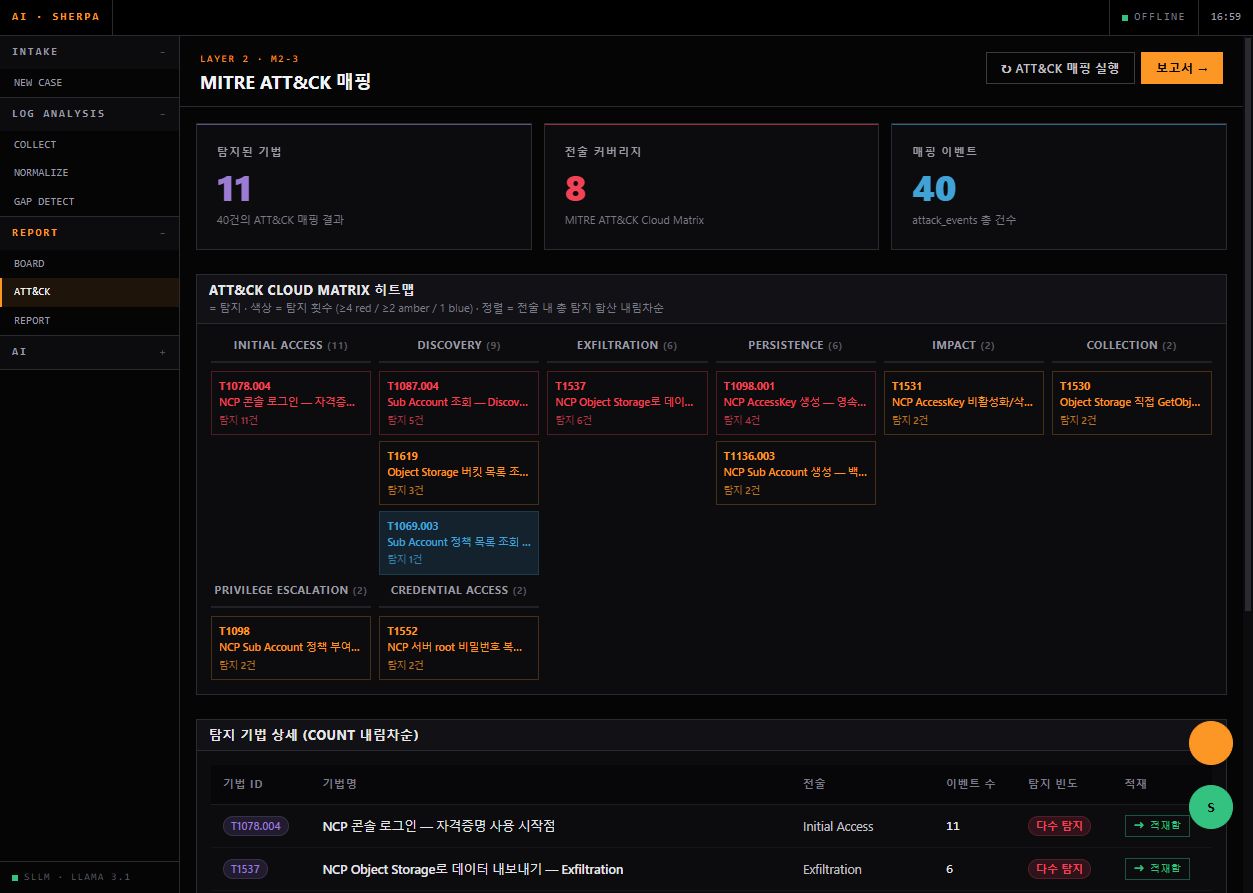 AI · SHERPA
OFFLINE
16:59
INTAKE −
NEW CASE
LOG ANALYSIS −
COLLECT
NORMALIZE
GAP DETECT
REPORT −
BOARD
ATT&CK
REPORT
AI +
SLLM · LLAMA 3.1
LAYER 2 · M2-3
MITRE ATT&CK 매핑
↻ ATT&CK 매핑 실행
보고서 →
탐지된 기법
11
40건의 ATT&CK 매핑 결과
전술 커버리지
8
MITRE ATT&CK Cloud Matrix
매핑 이벤트
40
attack_events 총 건수
ATT&CK CLOUD MATRIX 히트맵
= 탐지 · 색상 = 탐지 횟수 (≥4 red / ≥2 amber / 1 blue) · 정렬 = 전술 내 총 탐지 합산 내림차순
INITIAL ACCESS (11)
T1078.004
NCP 콘솔 로그인 — 자격증...
탐지 11건
DISCOVERY (9)
T1087.004
Sub Account 조회 — Discov...
탐지 5건
T1619
Object Storage 버킷 목록 조...
탐지 3건
T1069.003
Sub Account 정책 목록 조회 ...
탐지 1건
EXFILTRATION (6)
T1537
NCP Object Storage로 데이...
탐지 6건
PERSISTENCE (6)
T1098.001
NCP AccessKey 생성 — 영속...
탐지 4건
T1136.003
NCP Sub Account 생성 — 백...
탐지 2건
IMPACT (2)
T1531
NCP AccessKey 비활성화/삭...
탐지 2건
COLLECTION (2)
T1530
Object Storage 직접 GetObj...
탐지 2건
PRIVILEGE ESCALATION (2)
T1098
NCP Sub Account 정책 부여...
탐지 2건
CREDENTIAL ACCESS (2)
T1552
NCP 서버 root 비밀번호 복...
탐지 2건
탐지 기법 상세 (COUNT 내림차순)
기법 ID 기법명 전술 이벤트 수 탐지 빈도 적재
T1078.004 NCP 콘솔 로그인 — 자격증명 사용 시작점 Initial Access 11 다수 탐지 → 적재함
T1537 NCP Object Storage로 데이터 내보내기 — Exfiltration Exfiltration 6 다수 탐지 → 적재함
S